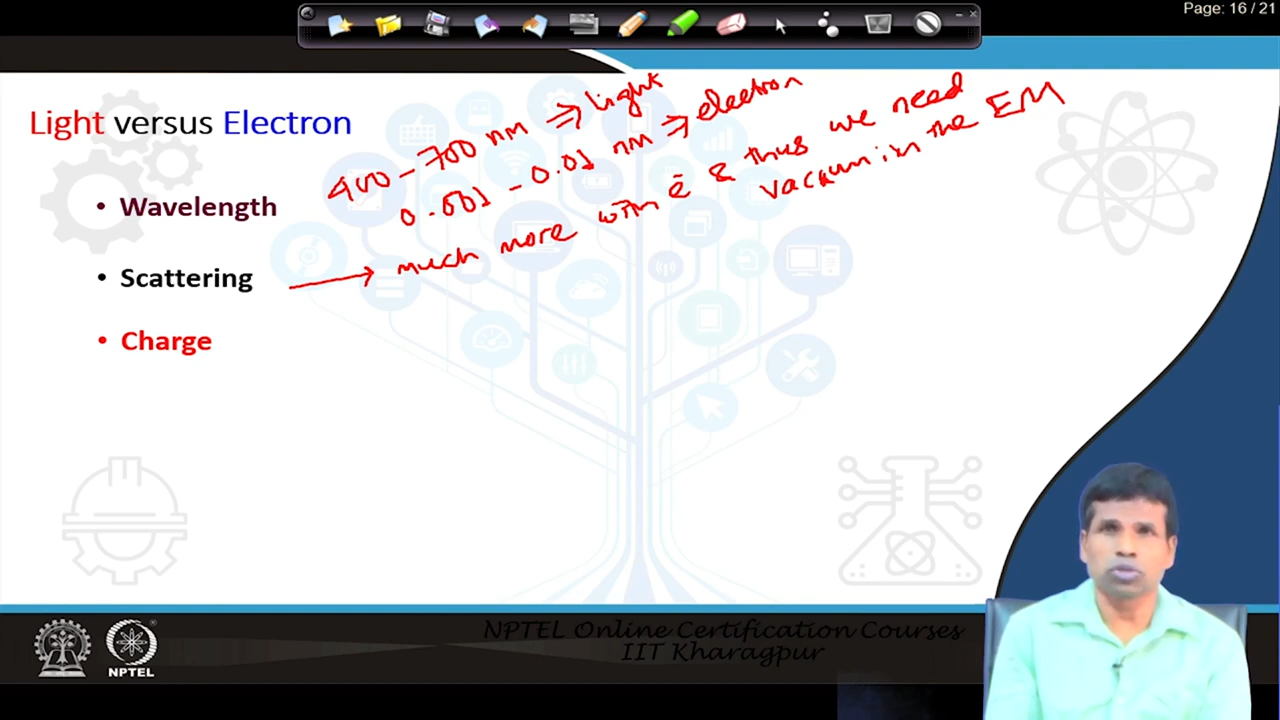 Page: 16 / 21
Light versus Electron
400 - 700 nm ⇒ light
0.001 - 0.01 nm ⇒ electron
• Wavelength
• Scattering → much more with ē & thus we need
vacuum in the EM
• Charge
NPTEL Online Certification Courses
IIT Kharagpur
NPTEL